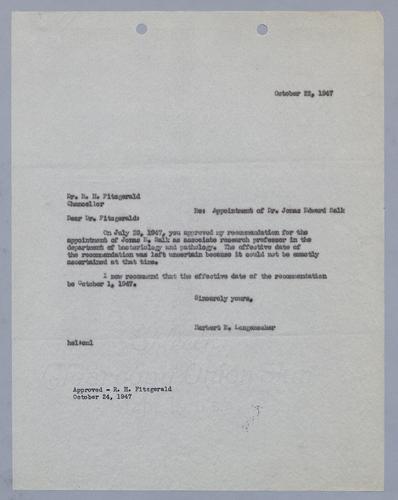 October 22, 1947
Dr. R. H. Fitzgerald
Chancellor
Re: Appointment of Dr. Jonas Edward Salk
Dear Dr. Fitzgerald:
On July 23, 1947, you approved my recommendation for the
appointment of Jonas E. Salk as associate research professor in the
department of bacteriology and pathology. The effective date of
the recommendation was left uncertain because it could not be exactly
ascertained at that time.
I now recommend that the effective date of the recommendation
be October 1, 1947.
Sincerely yours,
Herbert E. Longenecker
hel:cml
Approved - R. H. Fitzgerald
October 24, 1947